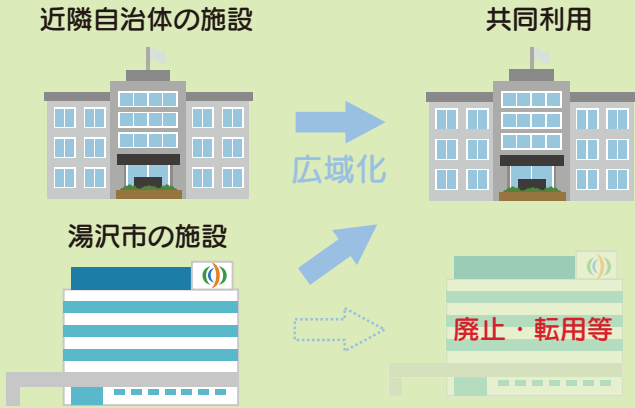 近隣自治体の施設
共同利用
広域化
湯沢市の施設
廃止・転用等